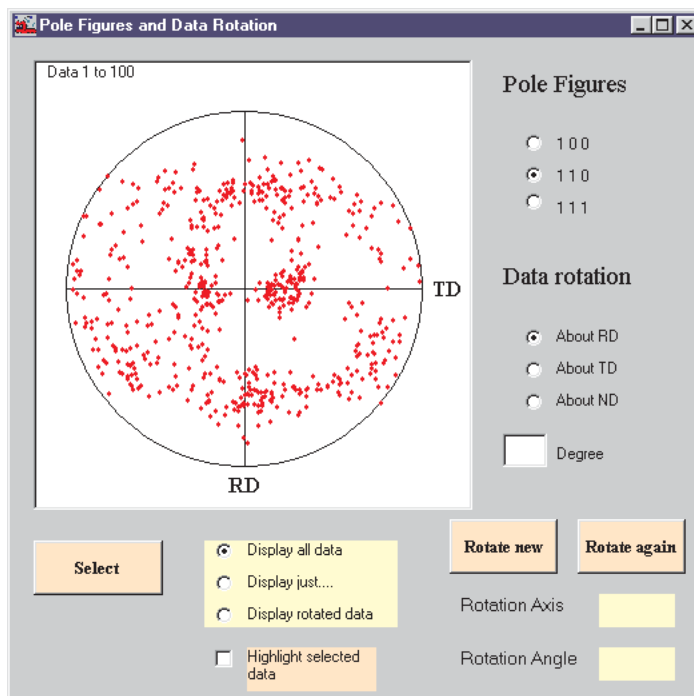 Pole Figures and Data Rotation
Data 1 to 100
TD
RD
Pole Figures
1 0 0
1 1 0
1 1 1
Data rotation
About RD
About TD
About ND
Degree
Select
Display all data
Display just....
Display rotated data
Highlight selected
data
Rotate new
Rotate again
Rotation Axis
Rotation Angle